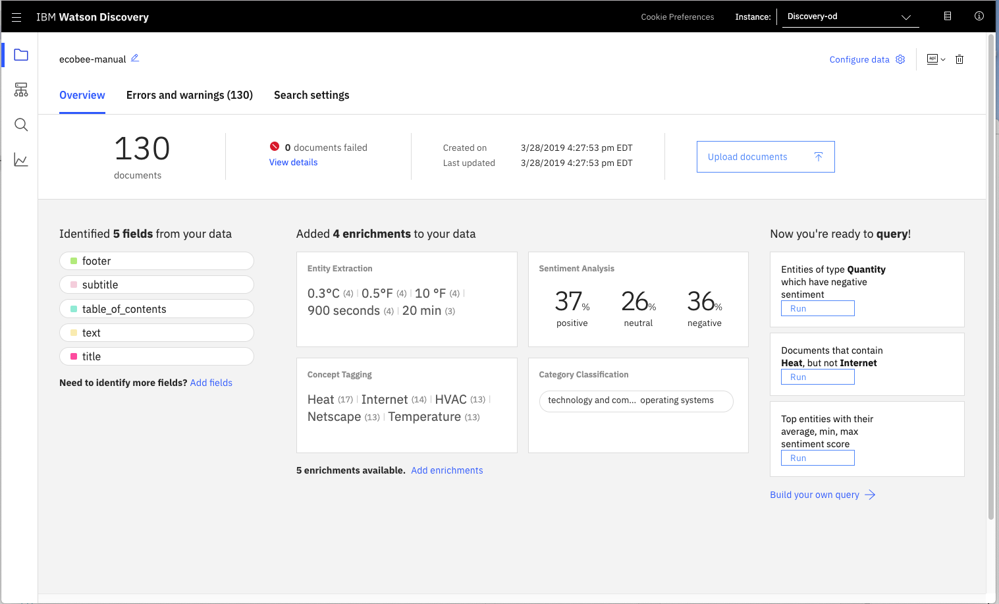 IBM Watson Discovery
Cookie Preferences
Instance:
Discovery-od
ecobee-manual
Configure data
api
Overview
Errors and warnings (130)
Search settings
130
documents
0 documents failed
View details
Created on 3/28/2019 4:27:53 pm EDT
Last updated 3/28/2019 4:27:53 pm EDT
Upload documents
Identified 5 fields from your data
footer
subtitle
table_of_contents
text
title
Need to identify more fields? Add fields
Added 4 enrichments to your data
Entity Extraction
0.3°C (4) | 0.5°F (4) | 10 °F (4) |
900 seconds (4) | 20 min (3)
Sentiment Analysis
37% 26% 36%
positive neutral negative
Concept Tagging
Heat (17) | Internet (14) | HVAC (13) |
Netscape (13) | Temperature (13)
Category Classification
technology and com... operating systems
5 enrichments available. Add enrichments
Now you're ready to query!
Entities of type Quantity
which have negative
sentiment
Run
Documents that contain
Heat, but not Internet
Run
Top entities with their
average, min, max
sentiment score
Run
Build your own query